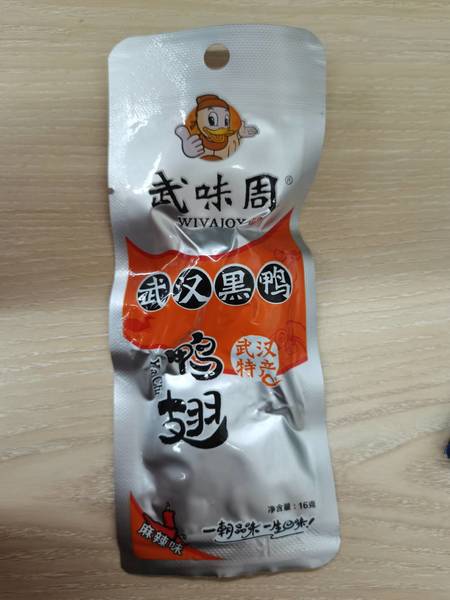 武味周®
WIVAJOY
武汉黑鸭
武汉
特产
鸭翅
Ya Chi
净含量：16克
一朝品味 一生回味！
麻辣味